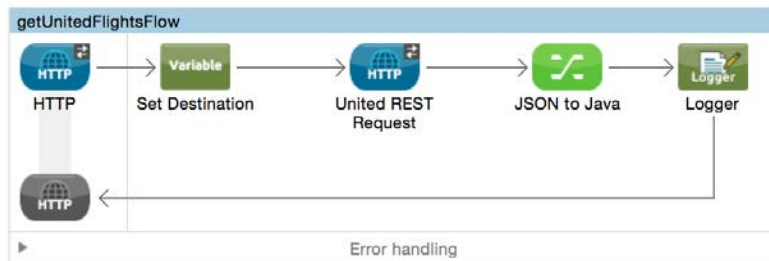 getUnitedFlightsFlow
HTTP
Variable
HTTP
Logger
HTTP
Set Destination
United REST
Request
JSON to Java
Logger
HTTP
Error handling